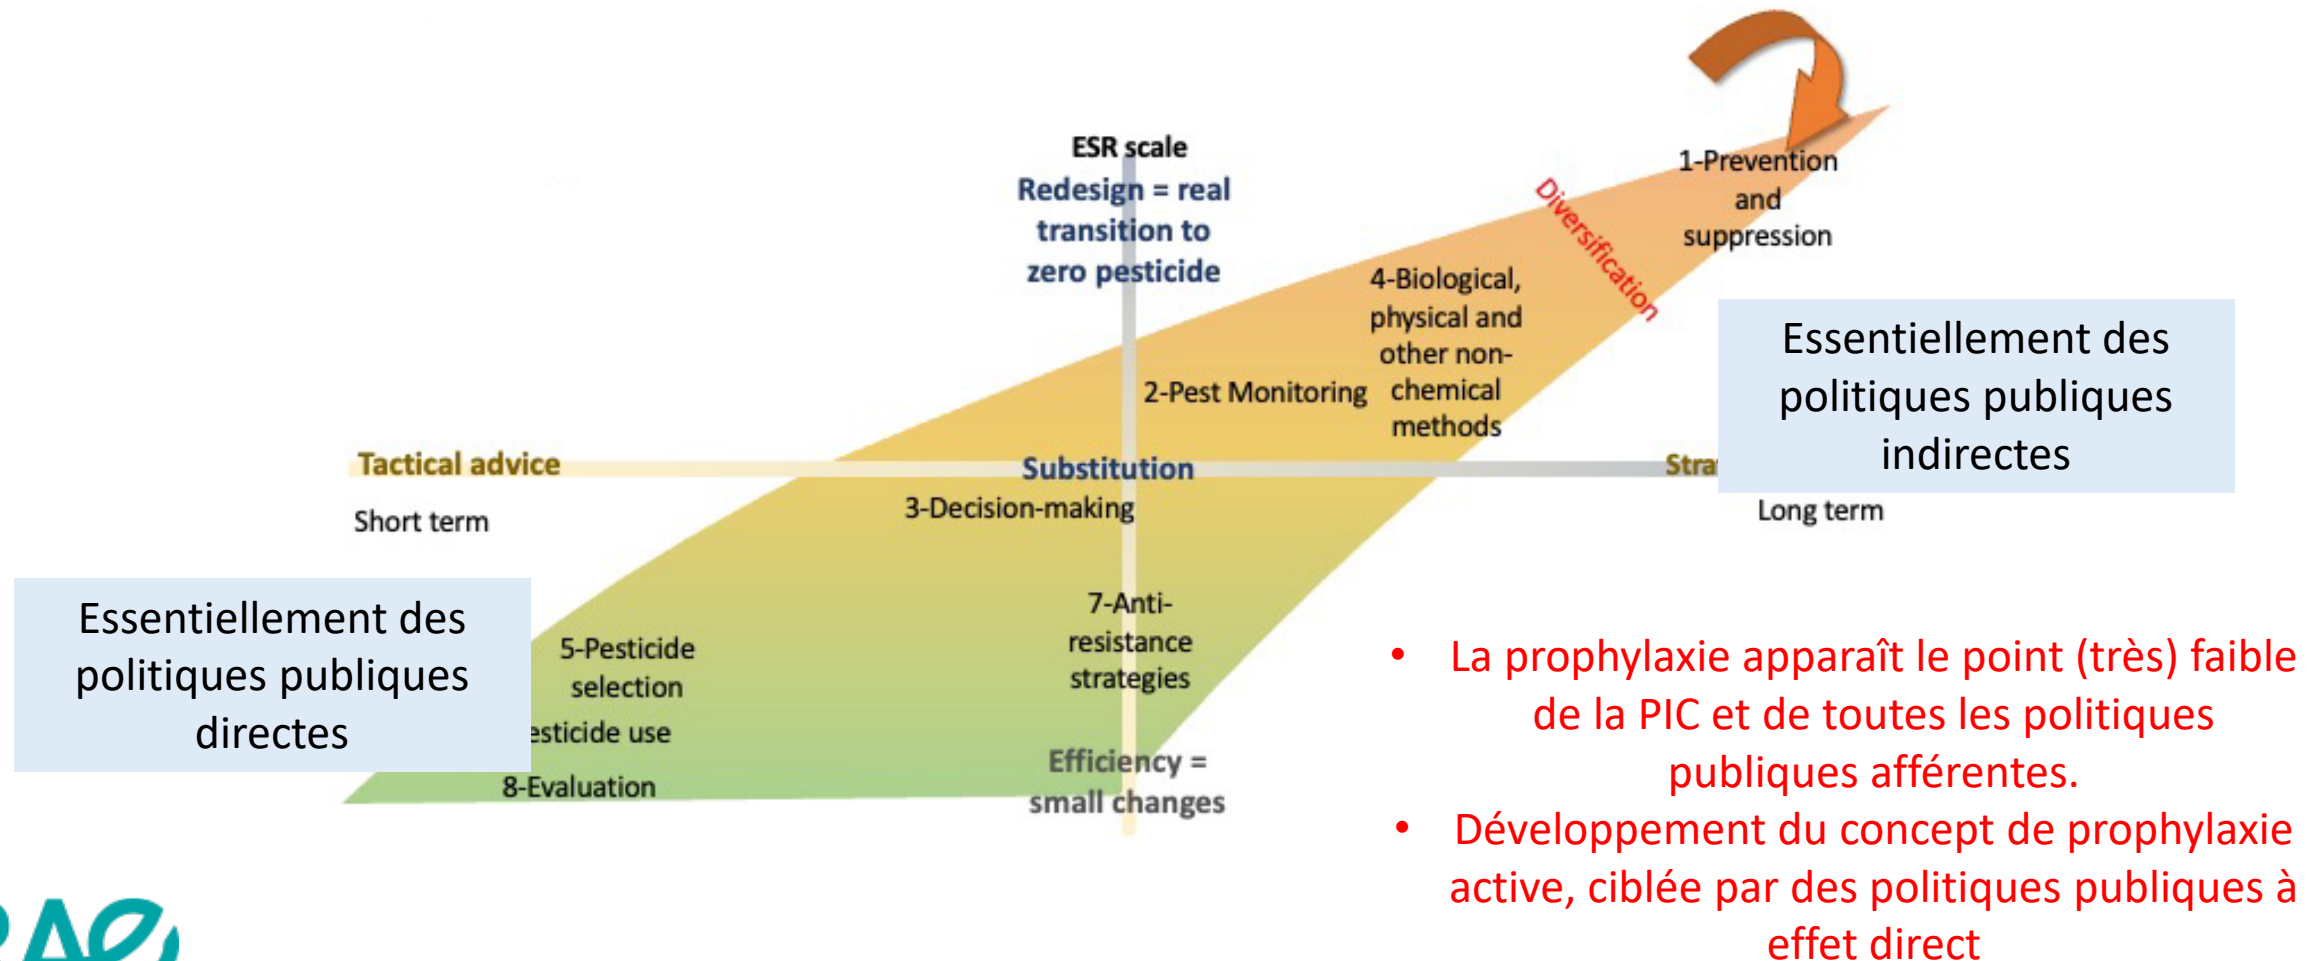 ESR scale
Redesign = real
transition to
zero pesticide
1-Prevention
and
suppression
Diversification
4-Biological,
physical and
other non-
chemical
methods
2-Pest Monitoring
Essentiellement des
politiques publiques
indirectes
Tactical advice
Substitution
Short term
3-Decision-making
Long term
Essentiellement des
politiques publiques
directes
5-Pesticide
selection
esticide use
8-Evaluation
7-Anti-
resistance
strategies
Efficiency =
small changes
• La prophylaxie apparaît le point (très) faible
de la PIC et de toutes les politiques
publiques afférentes.
• Développement du concept de prophylaxie
active, ciblée par des politiques publiques à
effet direct